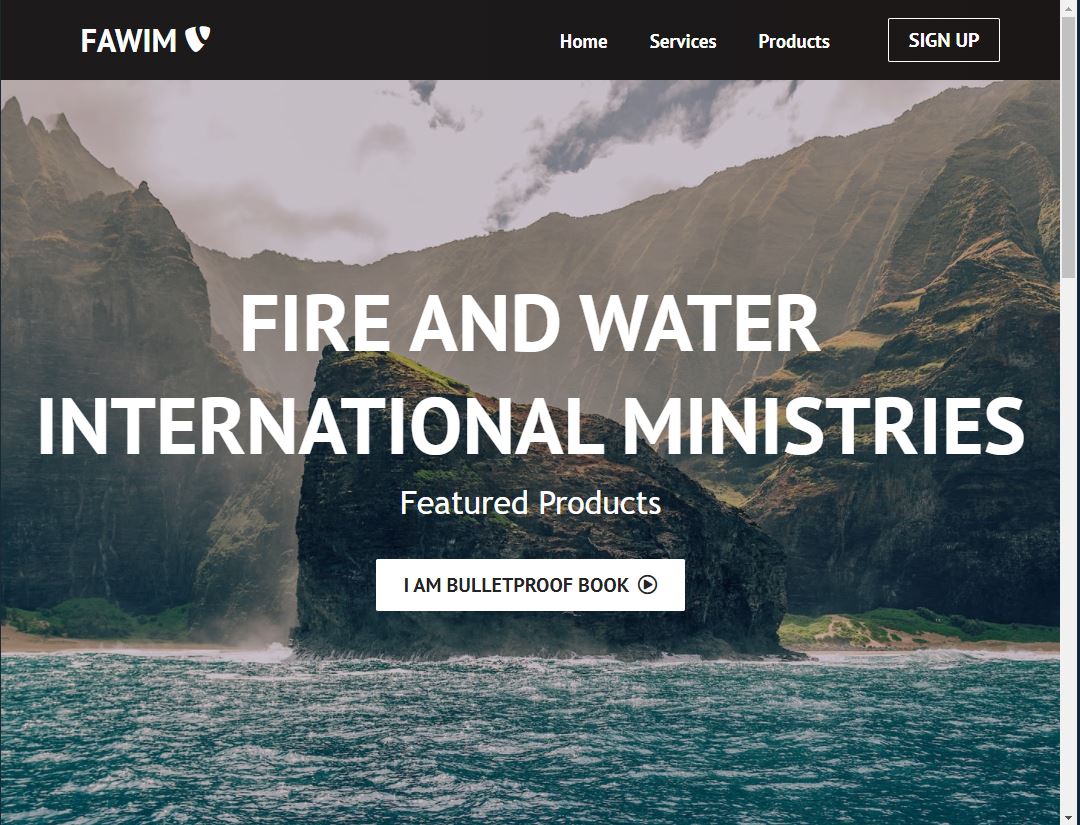 FAWIM
Home
Services
Products
SIGN UP
FIRE AND WATER
INTERNATIONAL MINISTRIES
Featured Products
I AM BULLETPROOF BOOK